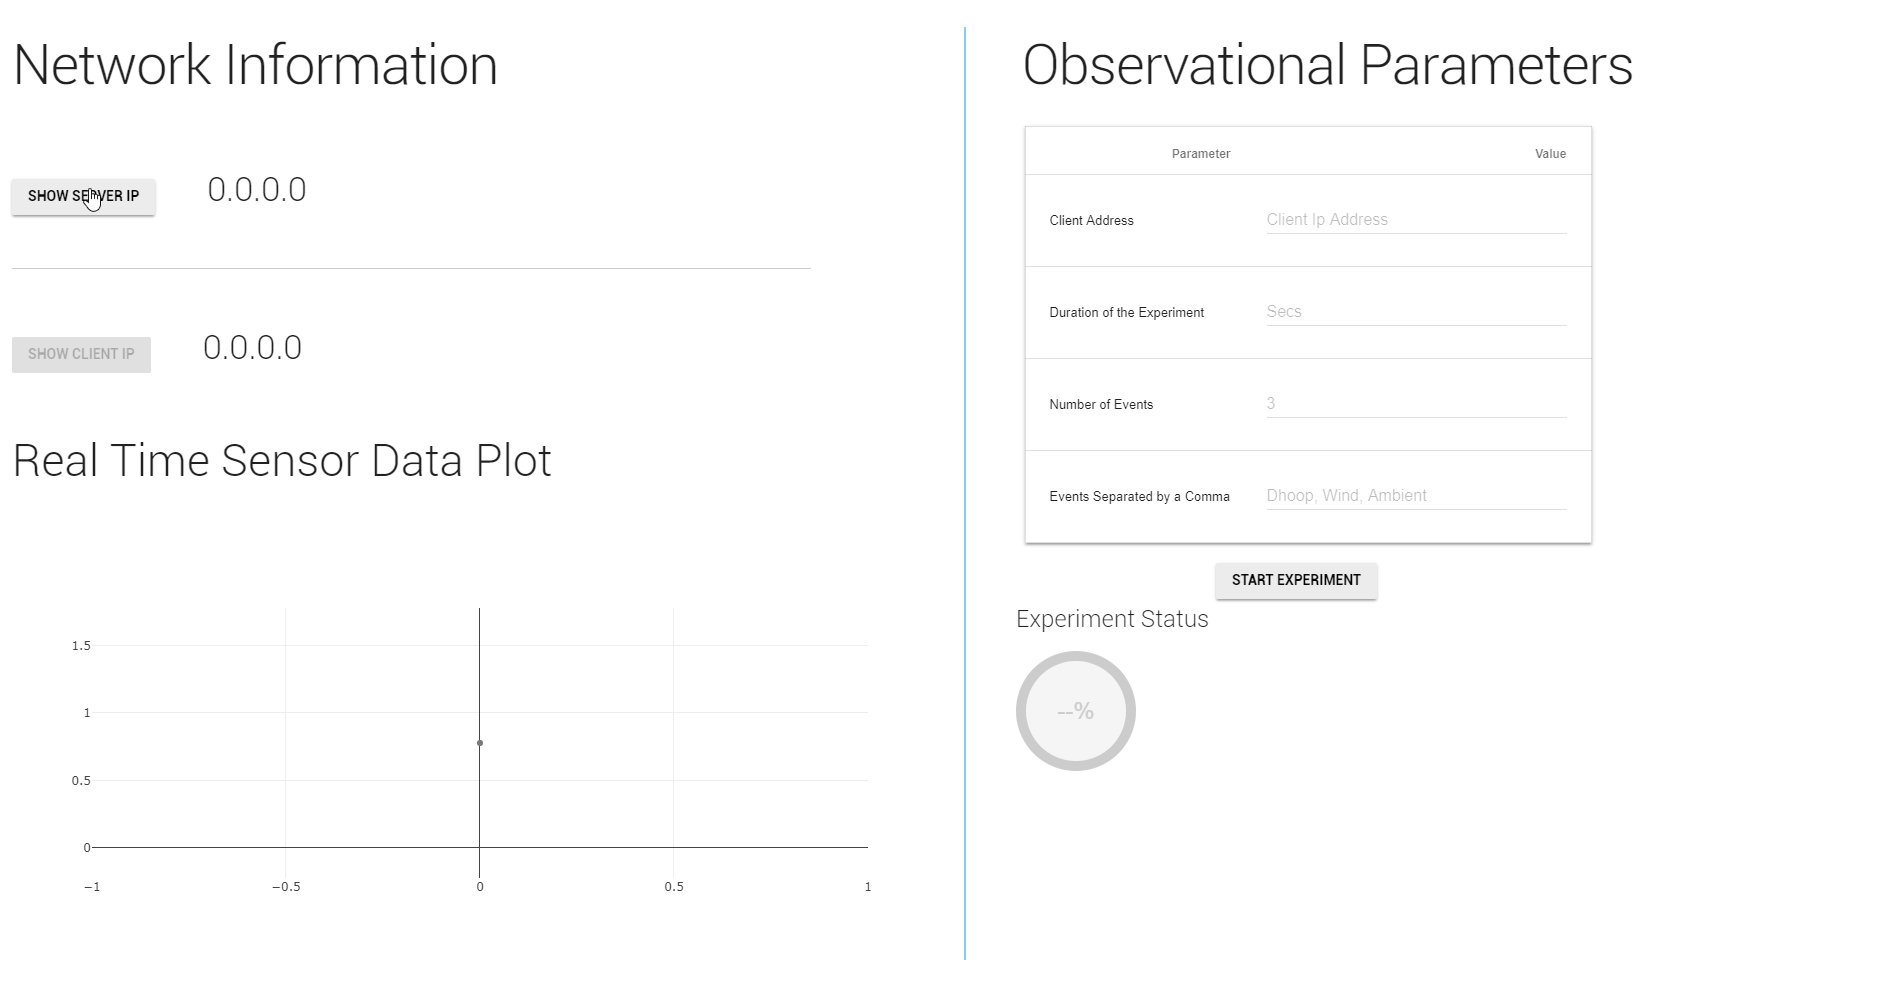 Network Information
SHOW SERVER IP 0.0.0.0
SHOW CLIENT IP 0.0.0.0
Real Time Sensor Data Plot
1.5
1
0.5
0
−1 −0.5 0 0.5 1
Observational Parameters
Parameter Value
Client Address Client Ip Address
Duration of the Experiment Secs
Number of Events 3
Events Separated by a Comma Dhoop, Wind, Ambient
START EXPERIMENT
Experiment Status
--%